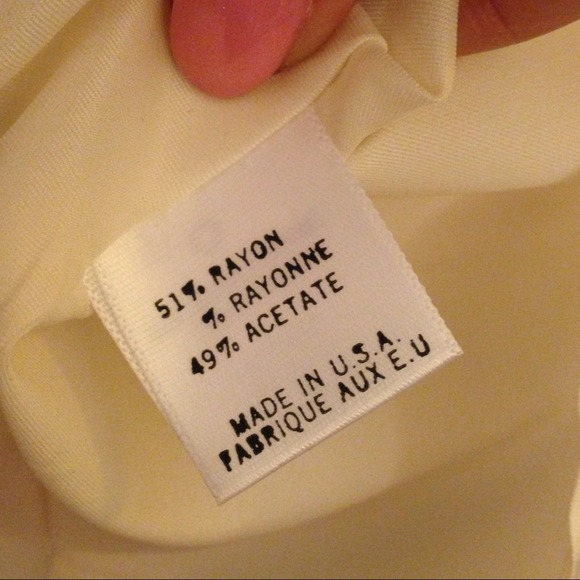 51% RAYON
% RAYONNE
49% ACETATE
MADE IN U.S.A.
FABRIQUE AUX E.U